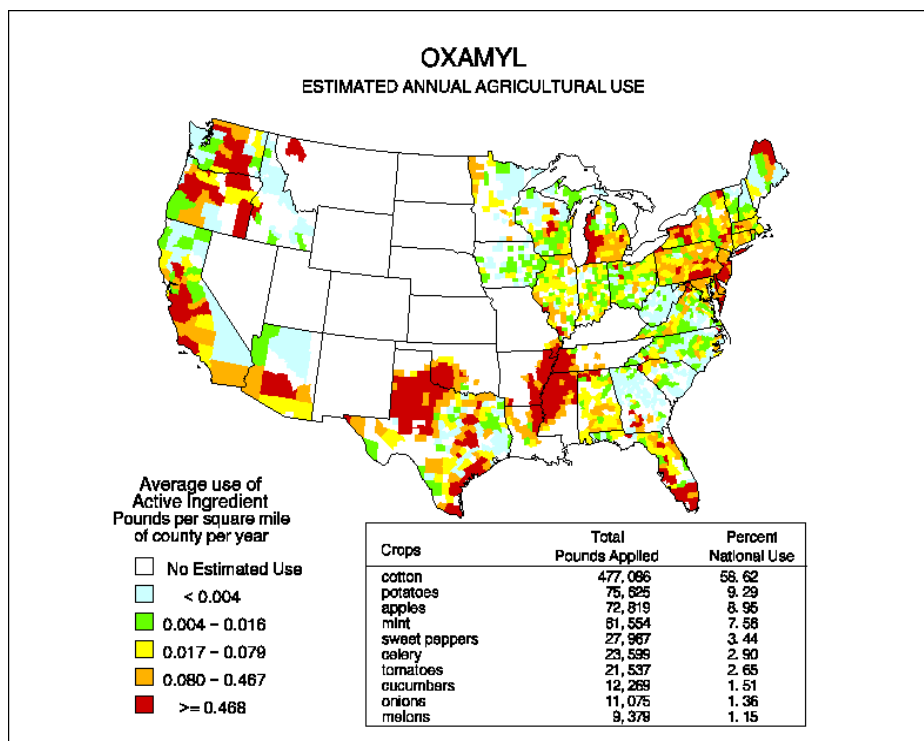 OXAMYL
ESTIMATED ANNUAL AGRICULTURAL USE
Average use of
Active Ingredient
Pounds per square mile
of county per year
No Estimated Use
< 0.004
0.004 – 0.016
0.017 – 0.079
0.080 – 0.467
>= 0.468
Crops Total Pounds Applied Percent National Use
cotton 477,086 58.62
potatoes 75,625 9.29
apples 72,819 8.95
mint 61,554 7.56
sweet peppers 27,967 3.44
celery 23,599 2.90
tomatoes 21,537 2.65
cucumbers 12,269 1.51
onions 11,075 1.36
melons 9,379 1.15